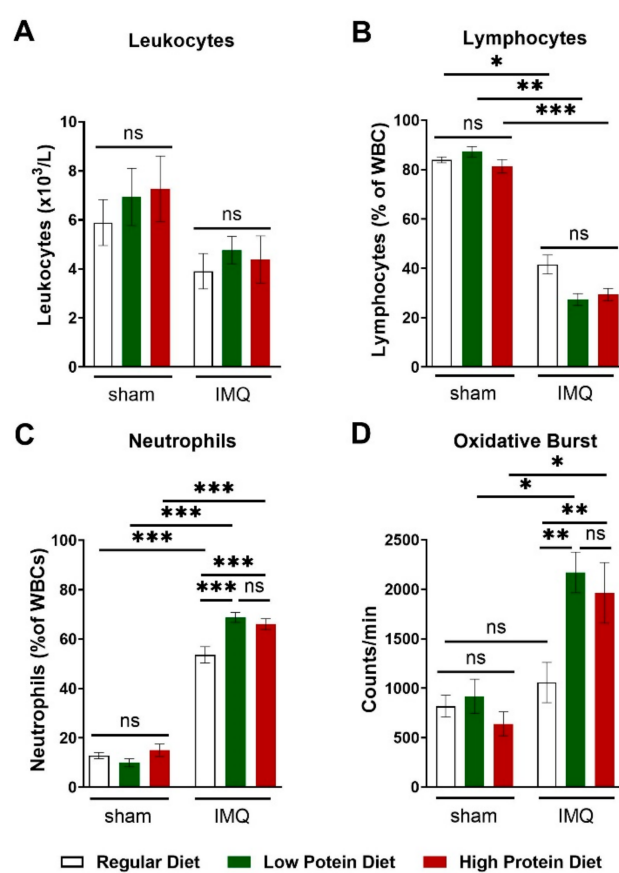 A
Leukocytes
ns
ns
Leukocytes (x10³/L)
10
8
6
4
2
0
sham
IMQ
B
Lymphocytes
*
**
***
ns
ns
Lymphocytes (% of WBC)
100
80
60
40
20
0
sham
IMQ
C
Neutrophils
***
***
***
***
***
ns
ns
Neutrophils (%of WBCs)
100
80
60
40
20
0
sham
IMQ
D
Oxidative Burst
*
*
**
**
ns
ns
ns
Counts/min
2500
2000
1500
1000
500
0
sham
IMQ
Regular Diet
Low Potein Diet
High Protein Diet